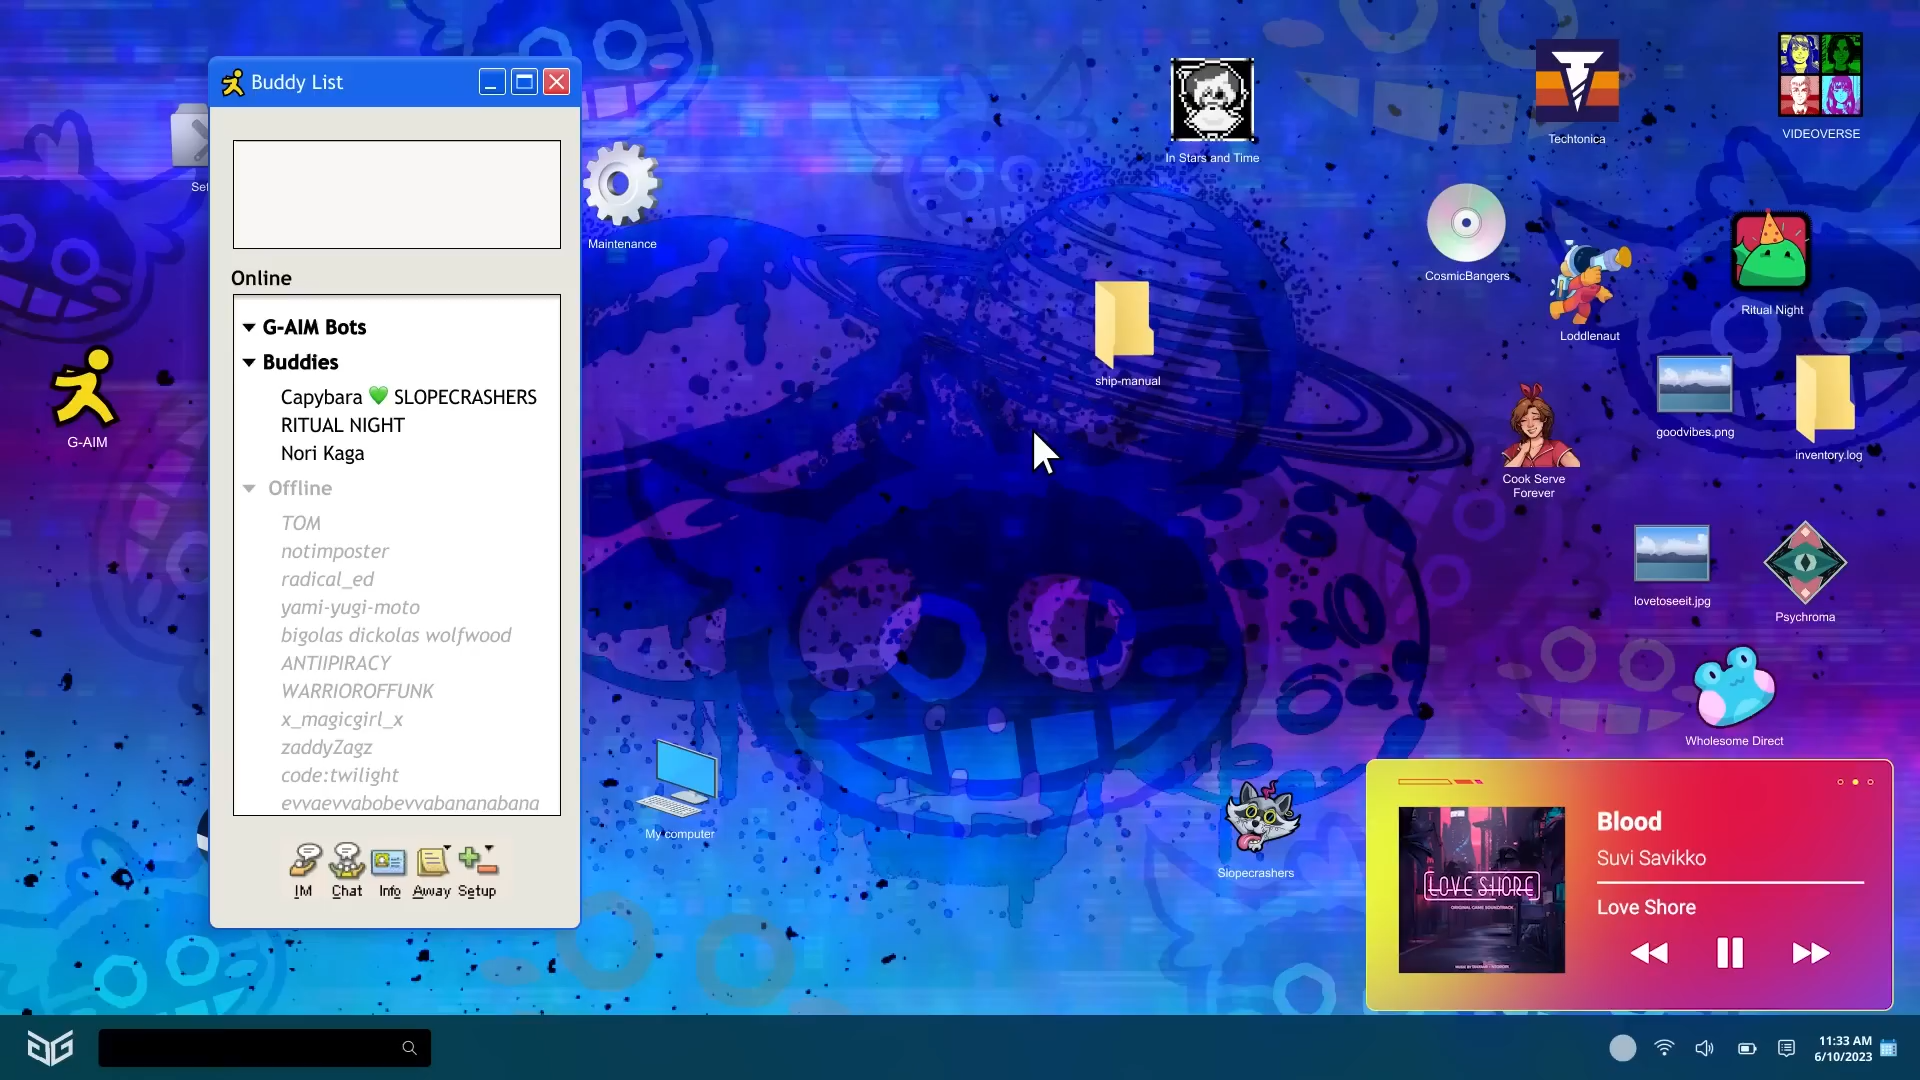 Buddy List
Online
G-AIM Bots
Buddies
Capybara 💚 SLOPECRASHERS
RITUAL NIGHT
Nori Kaga
Offline
TOM
notimposter
radical_ed
yami-yugi-moto
bigolas dickolas wolfwood
ANTIIPIRACY
WARRIOROFFUNK
x_magicgirl_x
zaddyZagz
code:twilight
evvaevvabobevvabananabana
IM
Chat
Info
Away
Setup
G-AIM
Maintenance
My computer
In Stars and Time
ship-manual
Techtonica
VIDEOVERSE
CosmicBangers
Loddlenaut
Ritual Night
Cook Serve
Forever
goodvibes.png
inventory.log
lovetoseeit.jpg
Psychroma
Wholesome Direct
Slopecrashers
LOVE SHORE
ORIGINAL GAME SOUNDTRACK
Blood
Suvi Savikko
Love Shore
11:33 AM
6/10/2023